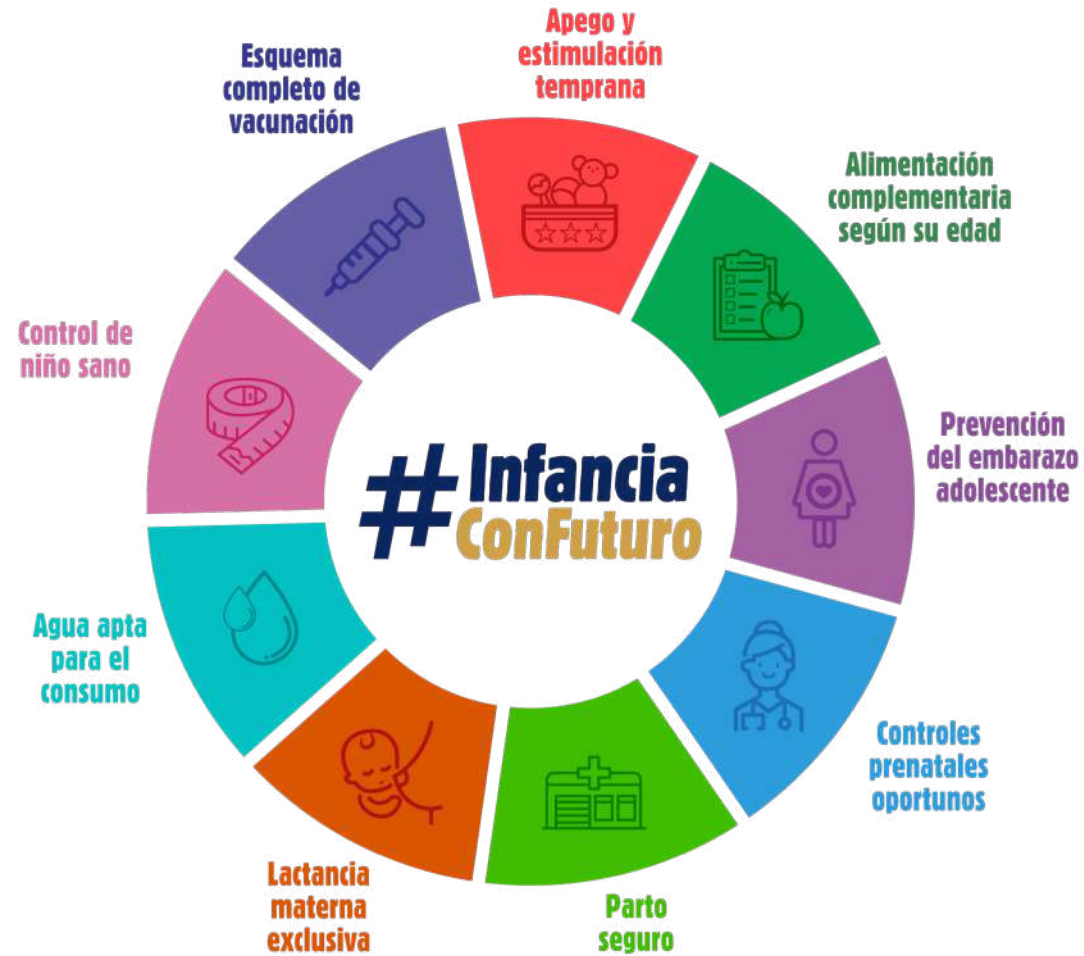 Apego y
estimulación
temprana
Alimentación
complementaria
según su edad
Prevención
del embarazo
adolescente
Controles
prenatales
oportunos
Parto
seguro
Lactancia
materna
exclusiva
Agua apta
para el
consumo
Control de
niño sano
Esquema
completo de
vacunación
#Infancia
ConFuturo